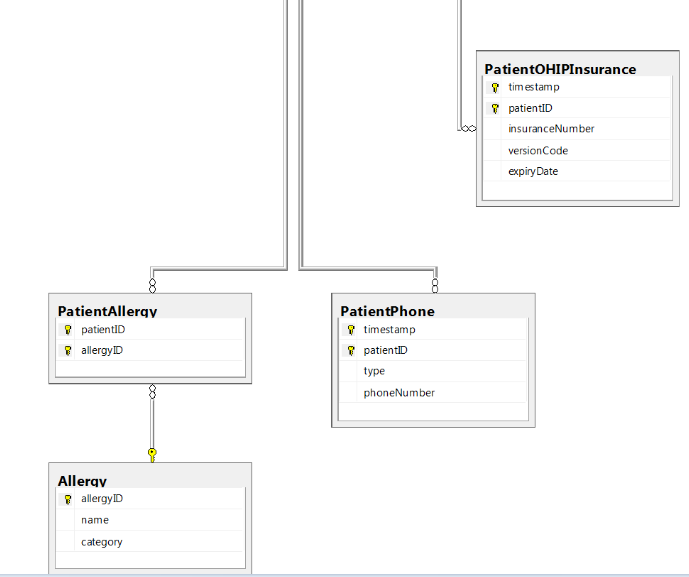 PatientOHIPInsurance
timestamp
patientID
insuranceNumber
versionCode
expiryDate
PatientAllergy
patientID
allergyID
PatientPhone
timestamp
patientID
type
phoneNumber
Allergy
allergyID
name
category